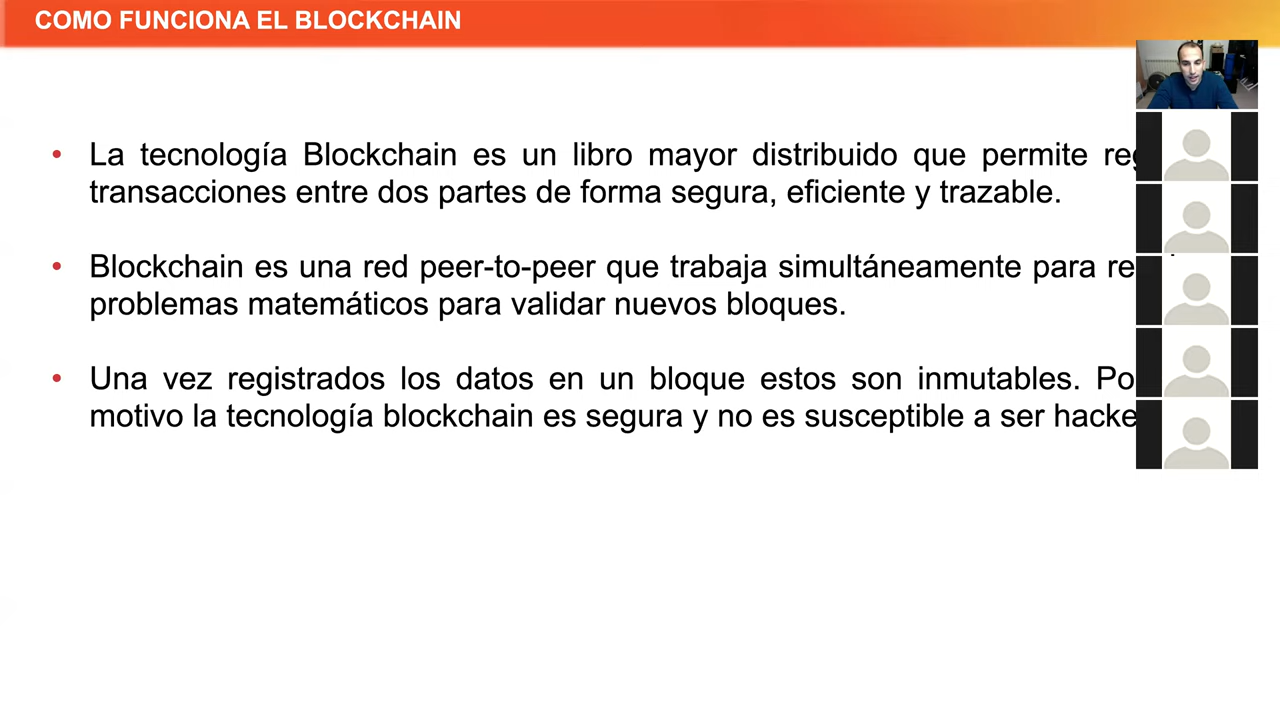 COMO FUNCIONA EL BLOCKCHAIN
• La tecnología Blockchain es un libro mayor distribuido que permite
transacciones entre dos partes de forma segura, eficiente y trazable.
• Blockchain es una red peer-to-peer que trabaja simultáneamente para
problemas matemáticos para validar nuevos bloques.
• Una vez registrados los datos en un bloque estos son inmutables.
motivo la tecnología blockchain es segura y no es susceptible a ser